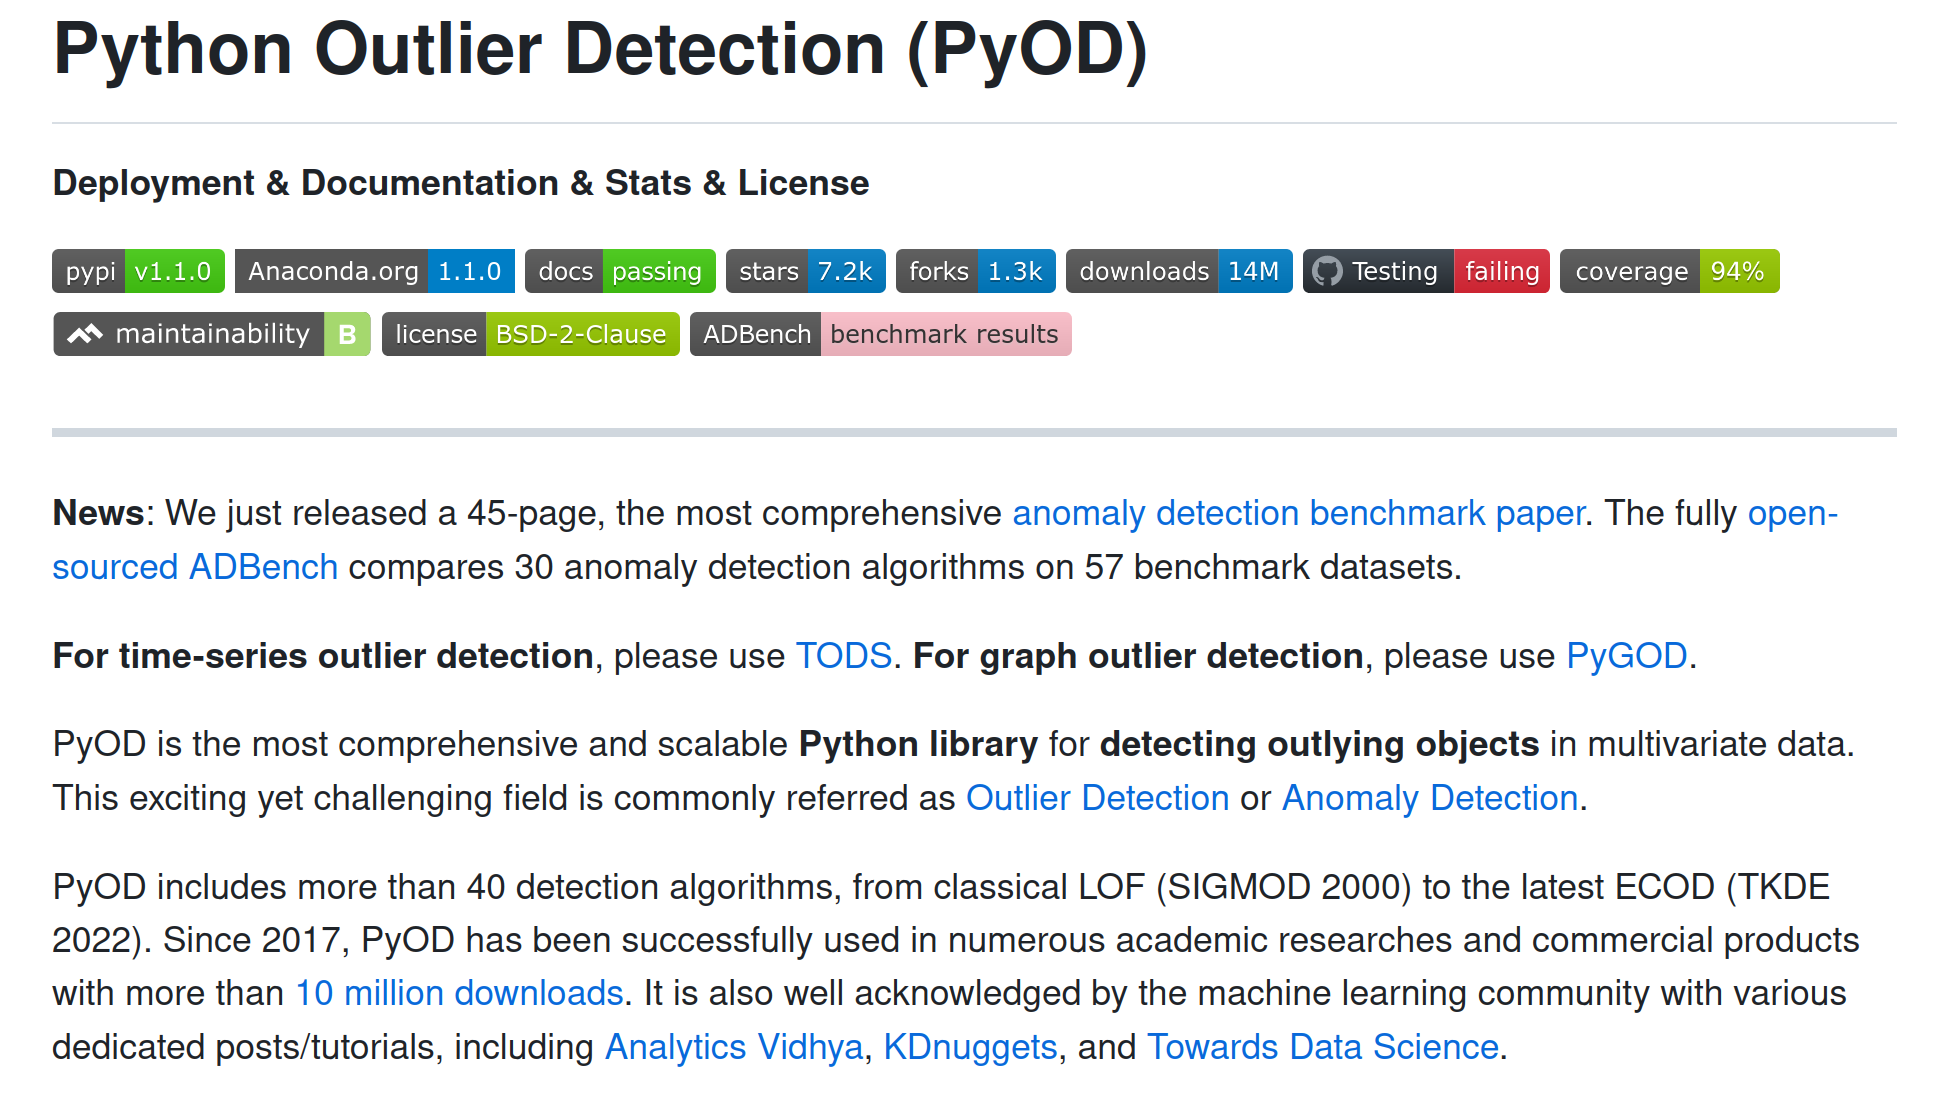 Python Outlier Detection (PyOD)
Deployment & Documentation & Stats & License
pypi v1.1.0 Anaconda.org 1.1.0 docs passing stars 7.2k forks 1.3k downloads 14M Testing failing coverage 94%
maintainability B license BSD-2-Clause ADBench benchmark results
News: We just released a 45-page, the most comprehensive anomaly detection benchmark paper. The fully open-
sourced ADBench compares 30 anomaly detection algorithms on 57 benchmark datasets.
For time-series outlier detection, please use TODS. For graph outlier detection, please use PyGOD.
PyOD is the most comprehensive and scalable Python library for detecting outlying objects in multivariate data.
This exciting yet challenging field is commonly referred as Outlier Detection or Anomaly Detection.
PyOD includes more than 40 detection algorithms, from classical LOF (SIGMOD 2000) to the latest ECOD (TKDE
2022). Since 2017, PyOD has been successfully used in numerous academic researches and commercial products
with more than 10 million downloads. It is also well acknowledged by the machine learning community with various
dedicated posts/tutorials, including Analytics Vidhya, KDnuggets, and Towards Data Science.